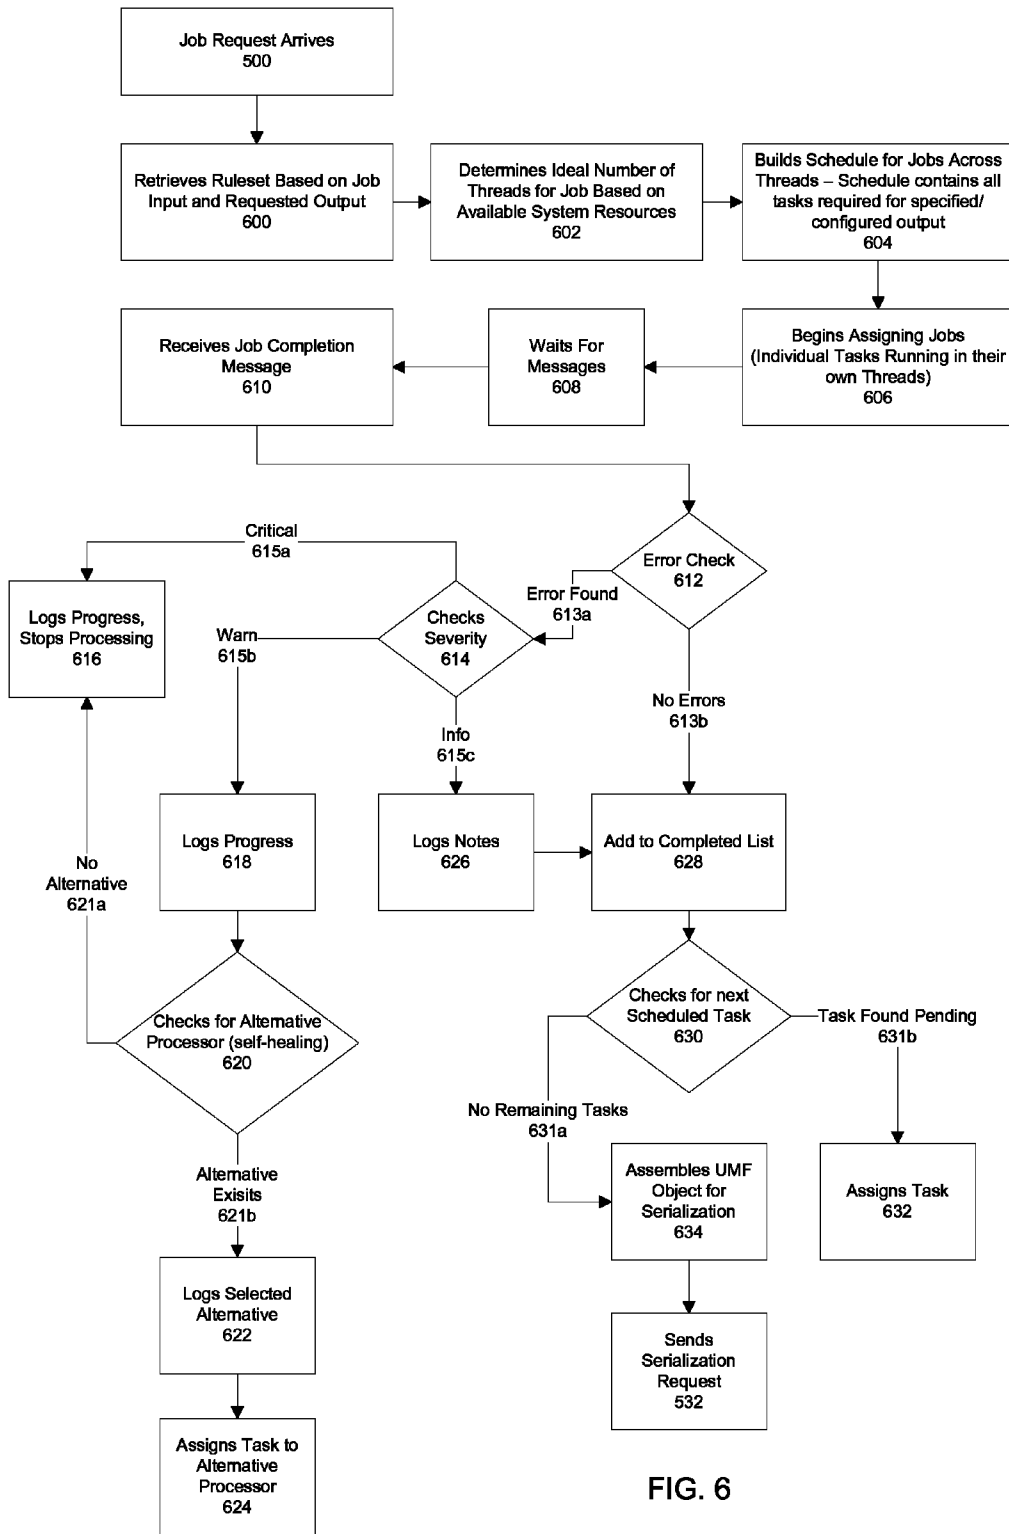 Job Request Arrives
500
Retrieves Ruleset Based on Job
Input and Requested Output
600
Determines Ideal Number of
Threads for Job Based on
Available System Resources
602
Builds Schedule for Jobs Across
Threads – Schedule contains all
tasks required for specified/
configured output
604
Receives Job Completion
Message
610
Waits For
Messages
608
Begins Assigning Jobs
(Individual Tasks Running in their
own Threads)
606
Critical
615a
Error Check
612
Error Found
613a
Logs Progress,
Stops Processing
616
Warn
615b
Checks
Severity
614
No Errors
613b
Info
615c
Logs Progress
618
Logs Notes
626
Add to Completed List
628
No
Alternative
621a
Checks for Alternative
Processor (self-healing)
620
Checks for next
Scheduled Task
630
Task Found Pending
631b
No Remaining Tasks
631a
Alternative
Exisits
621b
Assembles UMF
Object for
Serialization
634
Assigns Task
632
Logs Selected
Alternative
622
Sends
Serialization
Request
532
Assigns Task to
Alternative
Processor
624
FIG. 6